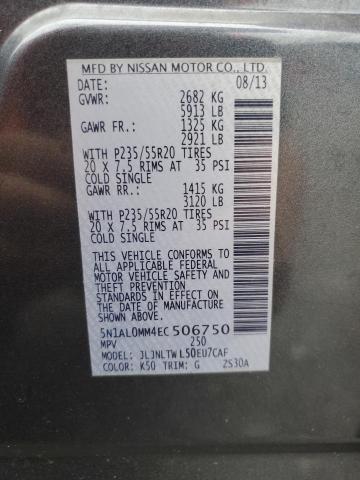 MFD BY NISSAN MOTOR CO., LTD.
DATE: 08/13
GVWR: 2682 KG
5913 LB
GAWR FR.: 1325 KG
2921 LB
WITH P235/55R20 TIRES
20 X 7.5 RIMS AT 35 PSI
COLD SINGLE
GAWR RR.: 1415 KG
3120 LB
WITH P235/55R20 TIRES
20 X 7.5 RIMS AT 35 PSI
COLD SINGLE
THIS VEHICLE CONFORMS TO
ALL APPLICABLE FEDERAL
MOTOR VEHICLE SAFETY
AND THEFT PREVENTION
STANDARDS IN EFFECT ON
THE DATE OF MANUFACTURE
SHOWN ABOVE.
5N1AL0MM4EC506750
MPV 250
MODEL: JLJNLTWL50EU7CAF
COLOR: K50 TRIM: G 2S30A